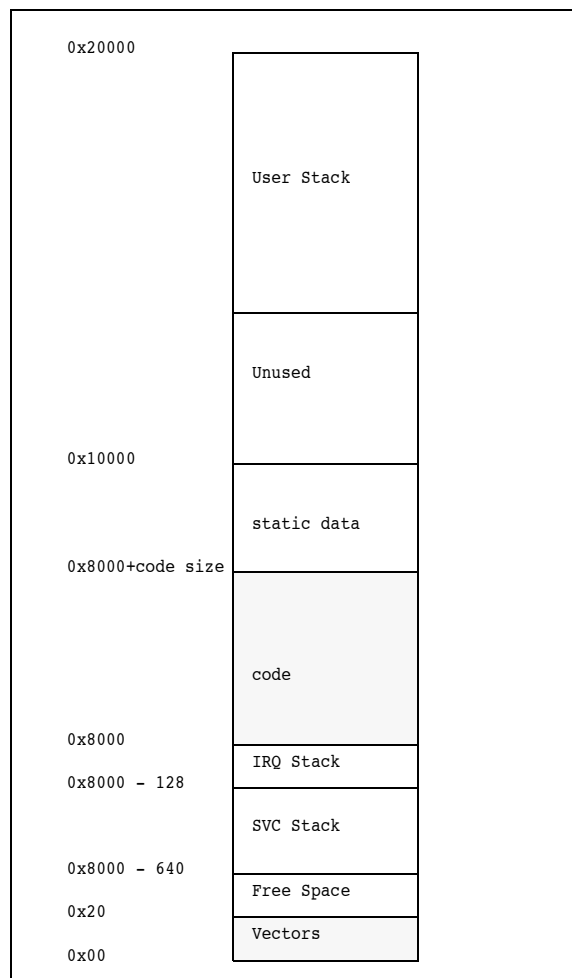 0x20000
User Stack
Unused
0x10000
static data
0x8000+code size
code
0x8000
IRQ Stack
0x8000 - 128
SVC Stack
0x8000 - 640
Free Space
0x20
Vectors
0x00